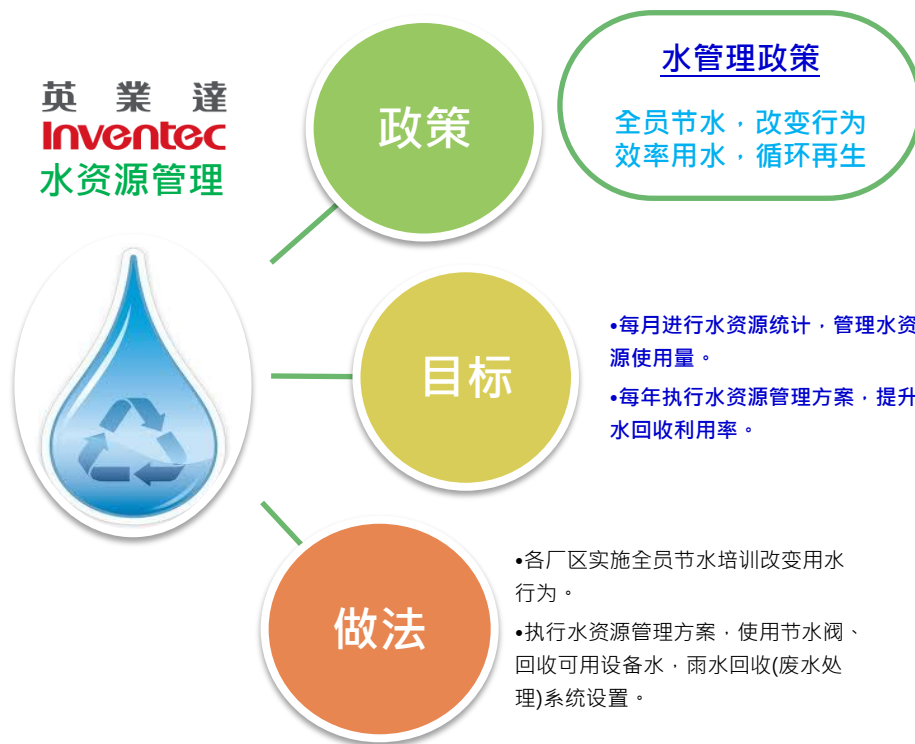 英業達
Inventec
水资源管理
政策
水管理政策
全员节水，改变行为
效率用水，循环再生
目标
•每月进行水资源统计，管理水资
源使用量。
•每年执行水资源管理方案，提升
水回收利用率。
做法
•各厂区实施全员节水培训改变用水
行为。
•执行水资源管理方案，使用节水阀、
回收可用设备水，雨水回收(废水处
理)系统设置。